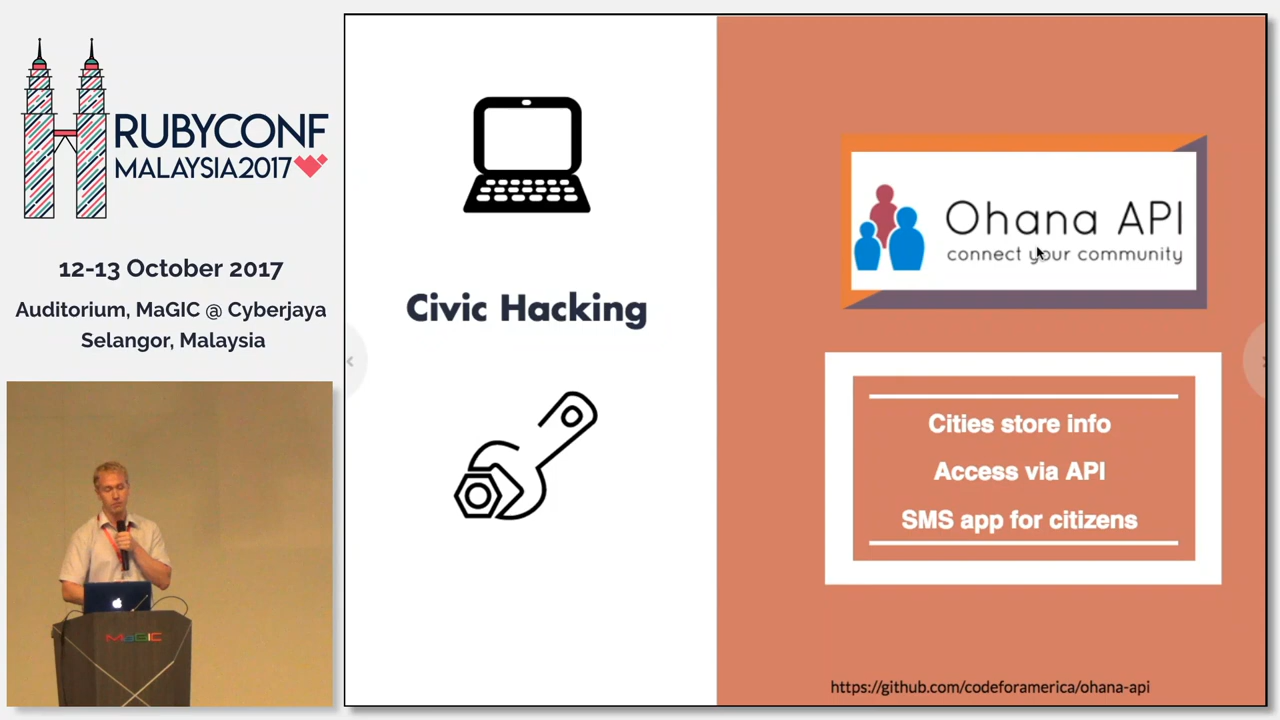 RUBYCONF
MALAYSIA2017
12-13 October 2017
Auditorium, MaGIC @ Cyberjaya
Selangor, Malaysia
MaGIC
Civic Hacking
Ohana API
connect your community
Cities store info
Access via API
SMS app for citizens
https://github.com/codeforamerica/ohana-api